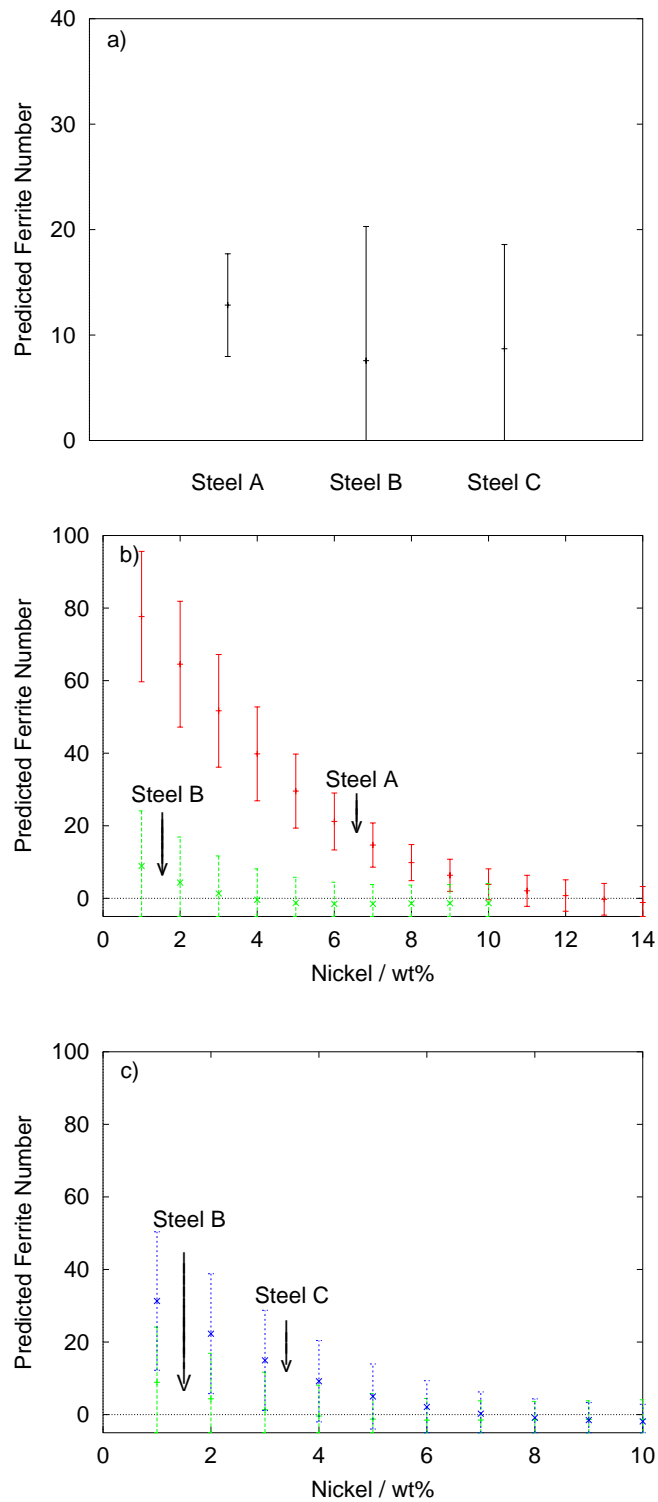 a)
40
30
20
10
0
Predicted Ferrite Number
Steel A Steel B Steel C
b)
100
80
60
40
20
0
Predicted Ferrite Number
Steel B
Steel A
0 2 4 6 8 10 12 14
Nickel / wt%
c)
100
80
60
40
20
0
Predicted Ferrite Number
Steel B
Steel C
0 2 4 6 8 10
Nickel / wt%